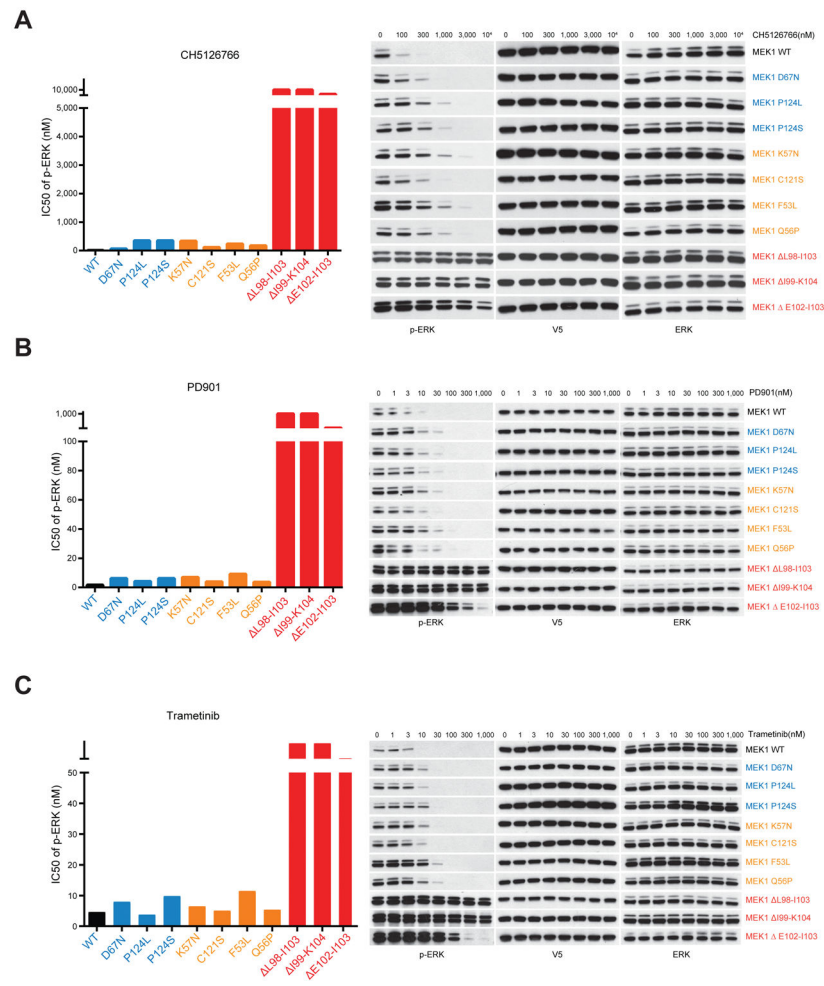 A
CH5126766
IC50 of p-ERK (nM)
10,000
5,000
4,000
3,000
2,000
1,000
0
WT
D67N
P124L
P124S
K57N
C121S
F53L
Q56P
ΔL98-I103
ΔI99-K104
ΔE102-I103
0 100 300 1,000 3,000 10⁴ 0 100 300 1,000 3,000 10⁴ 0 100 300 1,000 3,000 10⁴ CH5126766(nM)
MEK1 WT
MEK1 D67N
MEK1 P124L
MEK1 P124S
MEK1 K57N
MEK1 C121S
MEK1 F53L
MEK1 Q56P
MEK1 ΔL98-I103
MEK1 ΔI99-K104
MEK1 Δ E102-I103
p-ERK V5 ERK
B
PD901
IC50 of p-ERK (nM)
1,000
100
80
60
40
20
0
WT
D67N
P124L
P124S
K57N
C121S
F53L
Q56P
ΔL98-I103
ΔI99-K104
ΔE102-I103
PD901(nM)
0 1 3 10 30 100 300 1,000 0 1 3 10 30 100 300 1,000 0 1 3 10 30 100 300 1,000
MEK1 WT
MEK1 D67N
MEK1 P124L
MEK1 P124S
MEK1 K57N
MEK1 C121S
MEK1 F53L
MEK1 Q56P
MEK1 ΔL98-I103
MEK1 ΔI99-K104
MEK1 Δ E102-I103
p-ERK V5 ERK
C
Trametinib
IC50 of p-ERK (nM)
50
40
30
20
10
0
WT
D67N
P124L
P124S
K57N
C121S
F53L
Q56P
ΔL98-I103
ΔI99-K104
ΔE102-I103
0 1 3 10 30 100 300 1,000 0 1 3 10 30 100 300 1,000 0 1 3 10 30 100 300 1,000 Trametinib(nM)
MEK1 WT
MEK1 D67N
MEK1 P124L
MEK1 P124S
MEK1 K57N
MEK1 C121S
MEK1 F53L
MEK1 Q56P
MEK1 ΔL98-I103
MEK1 ΔI99-K104
MEK1 Δ E102-I103
p-ERK V5 ERK